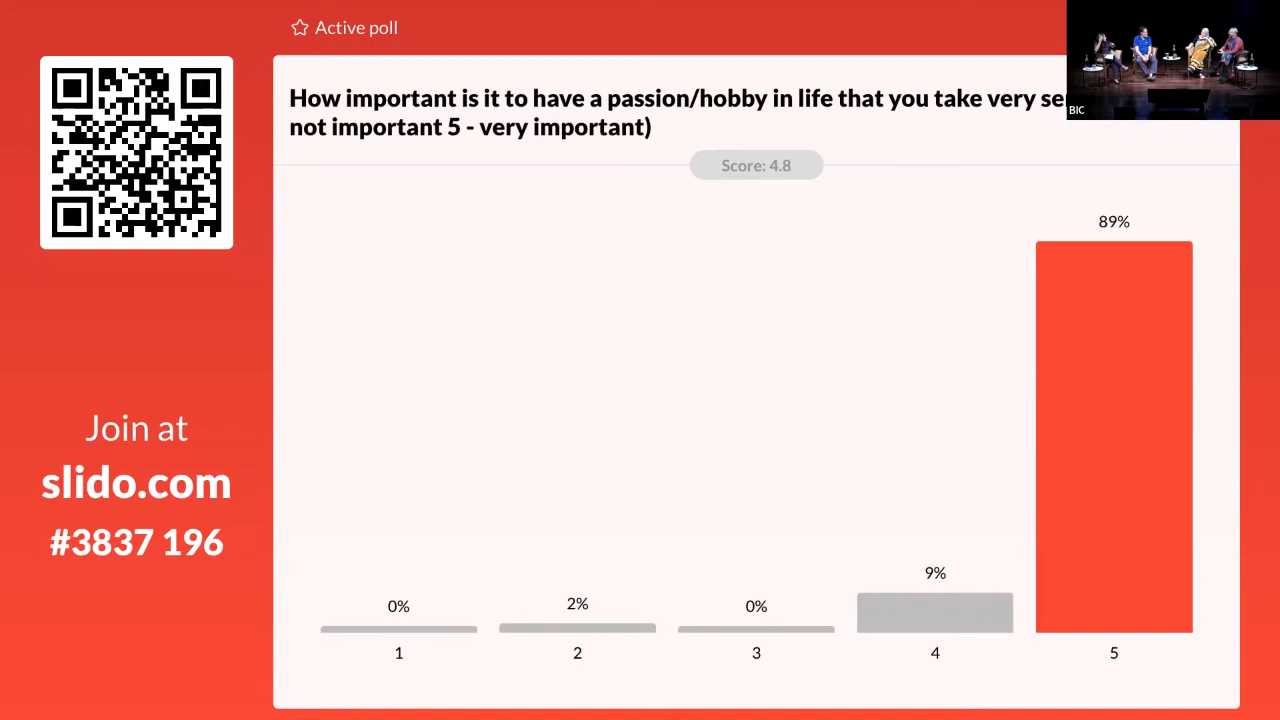 Active poll
How important is it to have a passion/hobby in life that you take very
not important 5 - very important)
BIC
Score: 4.8
89%
9%
0%
2%
0%
1
2
3
4
5
Join at
slido.com
#3837 196